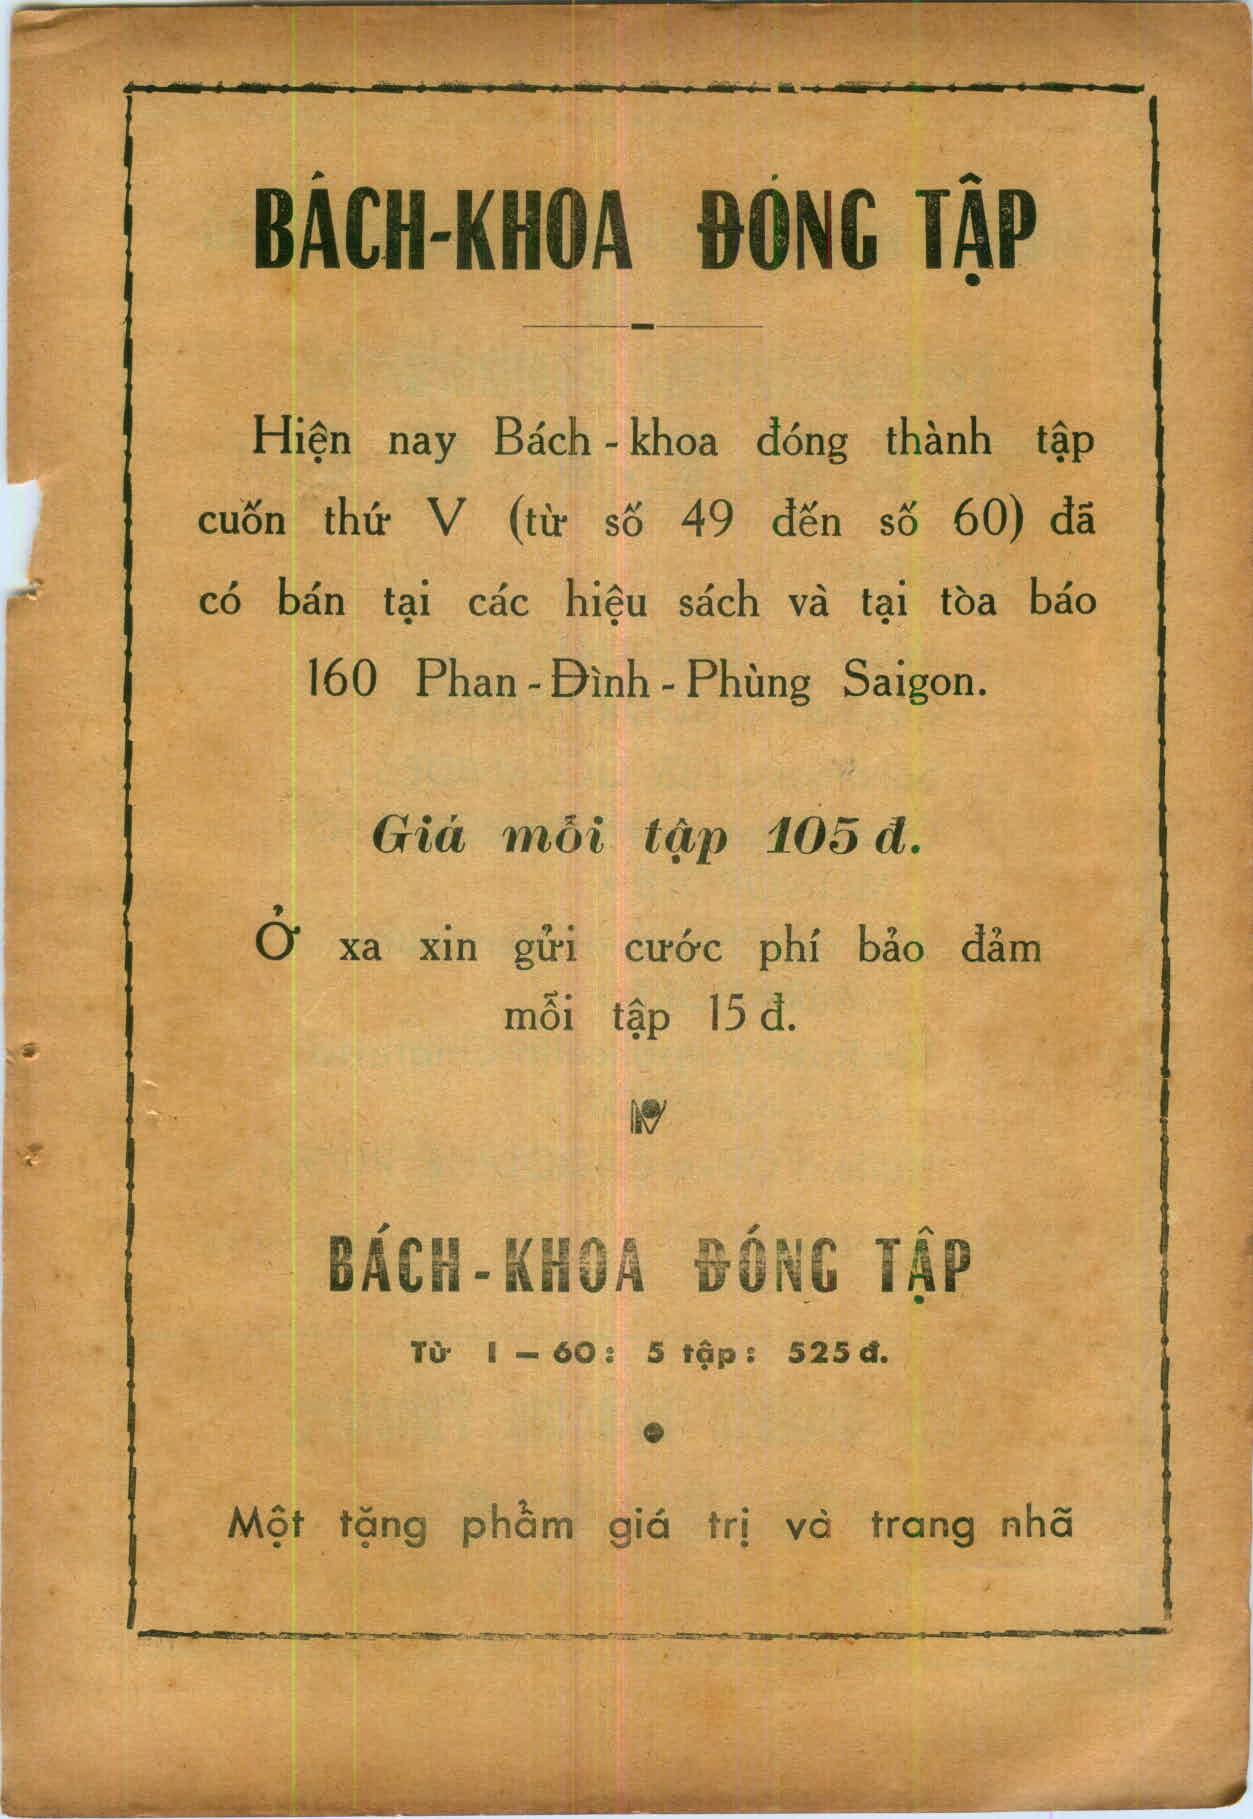 BÁCH-KHOA ĐÓNG TẬP
Hiện nay Bách-khoa đóng thành tập
cuốn thứ V (từ số 49 đến số 60) đã
có bán tại các hiệu sách và tại tòa báo
160 Phan-Đình-Phùng Saigon.
Giá mỗi tập 105 đ.
Ở xa xin gửi cước phí bảo đảm
mỗi tập 15 đ.
BÁCH-KHOA ĐÓNG TẬP
Từ I – 60: 5 tập: 525 đ.
Một tặng phẩm giá trị và trang nhã